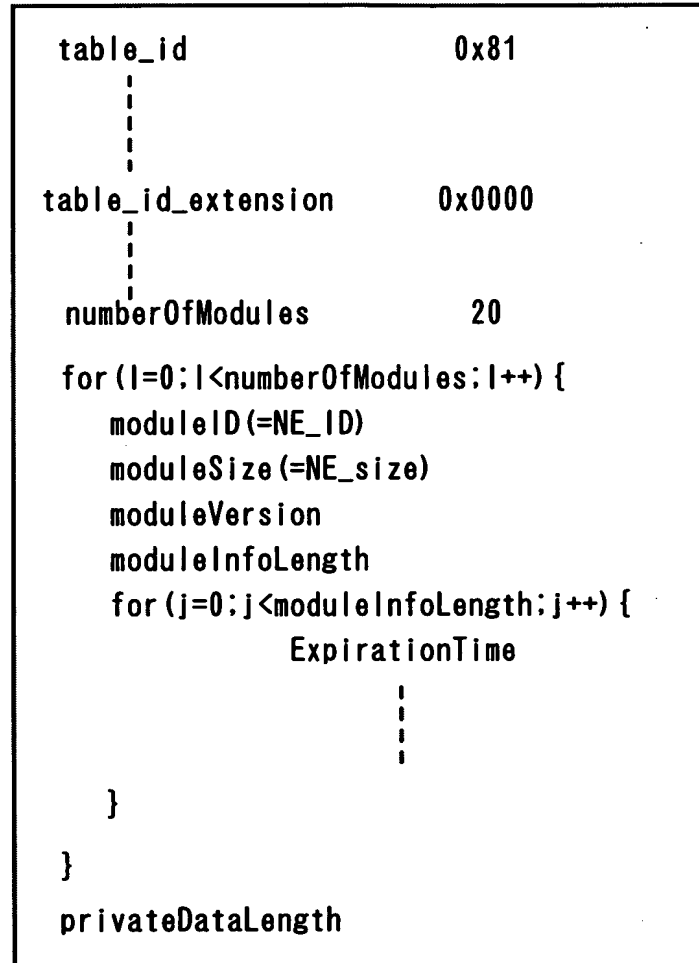 table_id 0x81
table_id_extension 0x0000
numberOfModules 20
for(I=0;I<numberOfModules;I++){
moduleID(=NE_ID)
moduleSize(=NE_size)
moduleVersion
moduleInfoLength
for(j=0;j<moduleInfoLength;j++){
ExpirationTime
}
}
privateDataLength